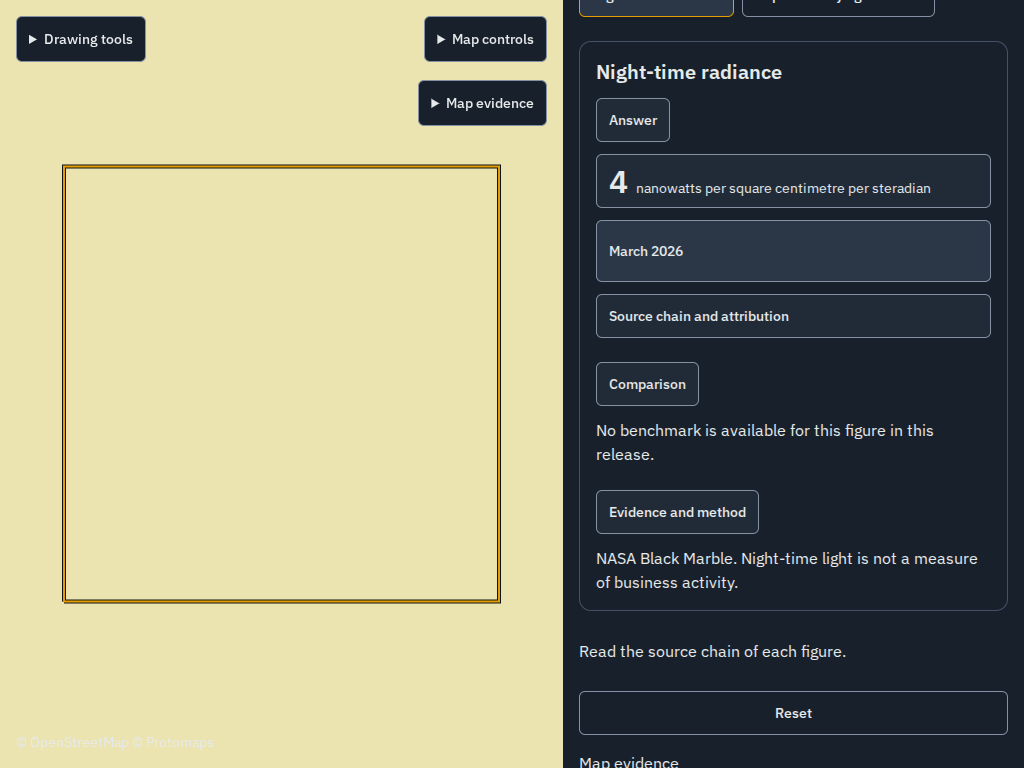 Drawing tools
Map controls
Map evidence
© OpenStreetMap © Protomaps
Night-time radiance
Answer
4 nanowatts per square centimetre per steradian
March 2026
Source chain and attribution
Comparison
No benchmark is available for this figure in this
release.
Evidence and method
NASA Black Marble. Night-time light is not a measure
of business activity.
Read the source chain of each figure.
Reset
Map evidence